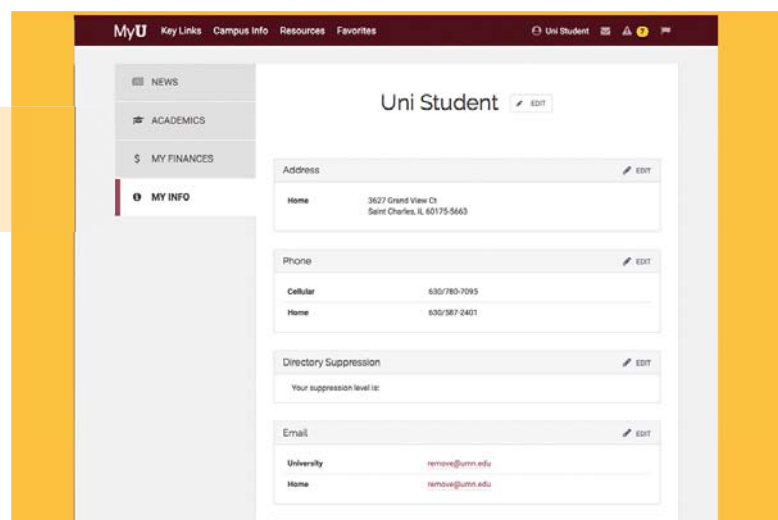 MyU Key Links Campus Info Resources Favorites Uni Student ?
NEWS
ACADEMICS
$ MY FINANCES
MY INFO
Uni Student EDIT
Address EDIT
Home 3627 Grand View Ct
Saint Charles, IL 60175-5663
Phone EDIT
Cellular 630/780-7095
Home 630/587-2401
Directory Suppression EDIT
Your suppression level is:
Email EDIT
University remove@umn.edu
Home remove@umn.edu